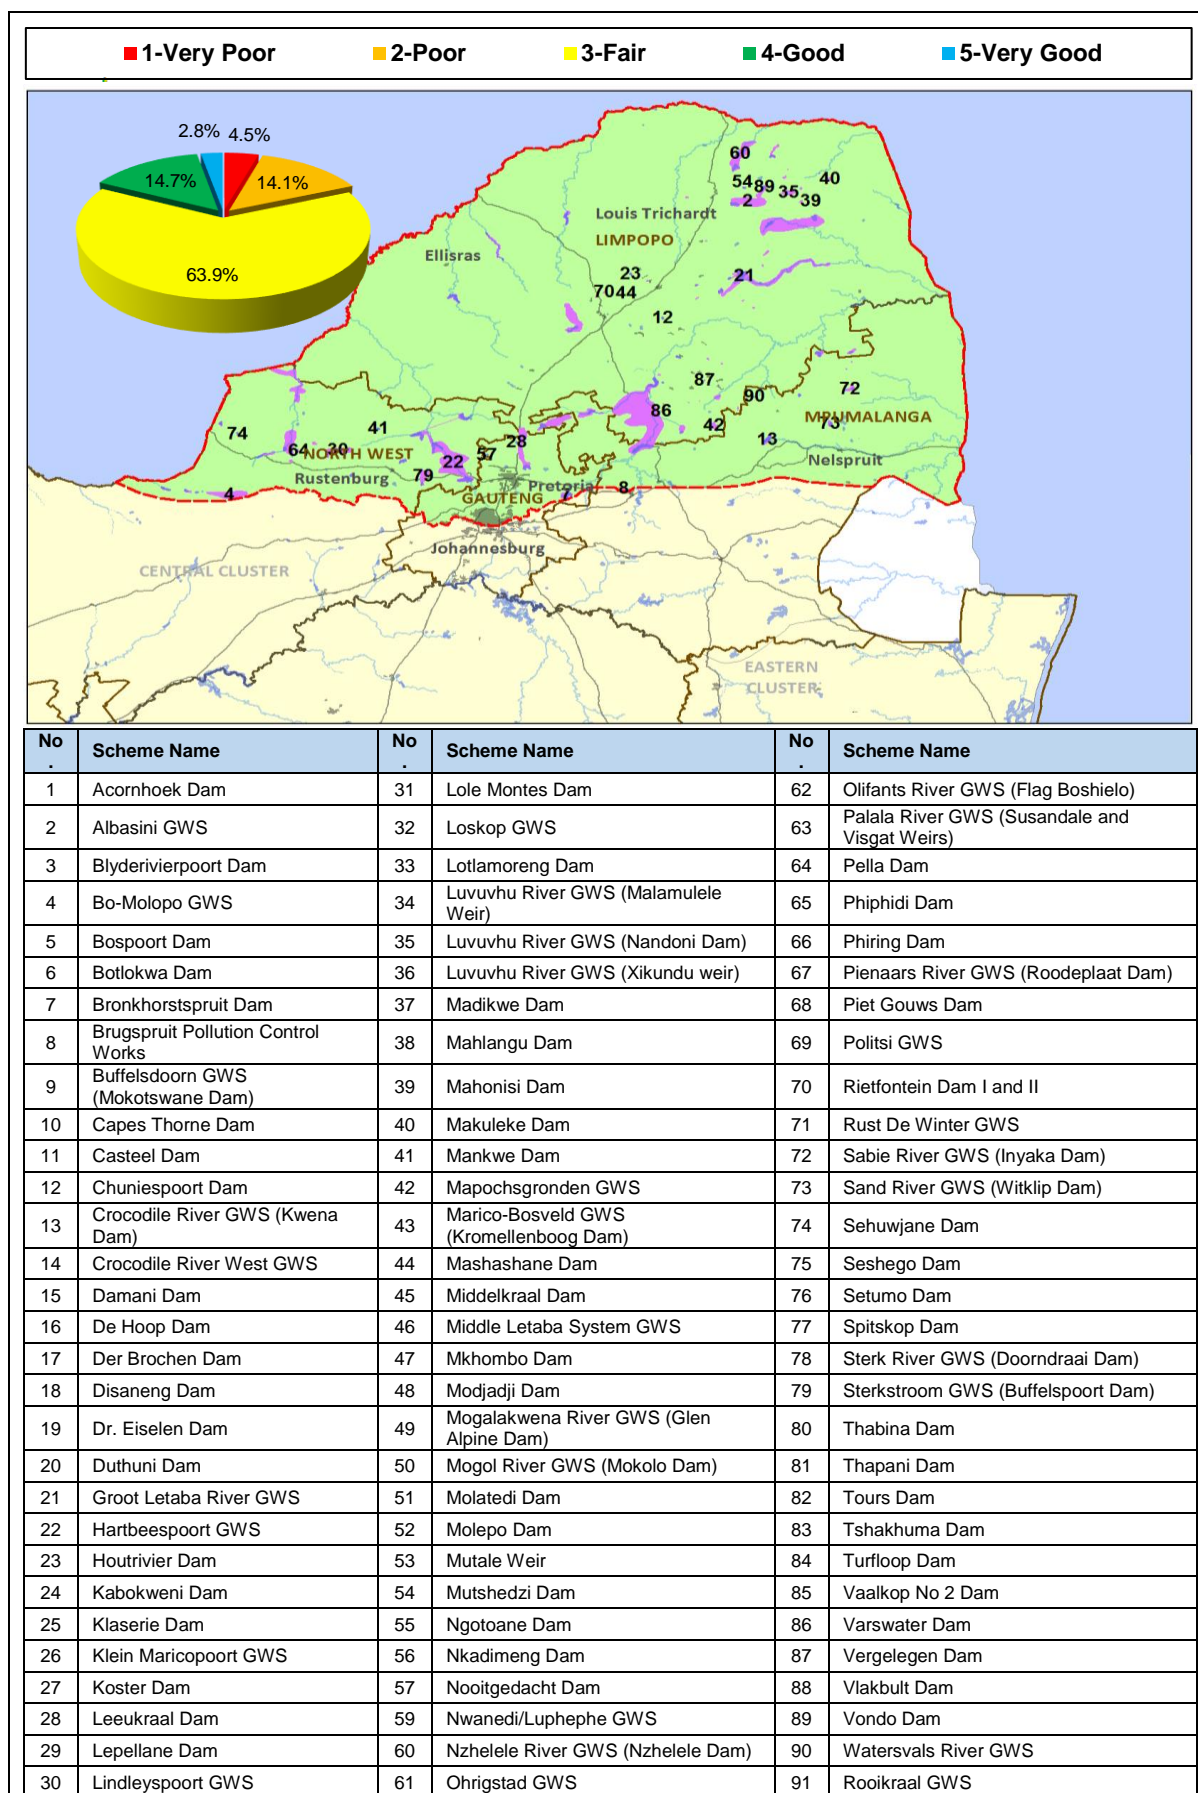 1-Very Poor 2-Poor 3-Fair 4-Good 5-Very Good
2.8% 4.5%
14.7% 14.1%
63.9%
60
54 89 35 40
2 39
Louis Trichardt
LIMPOPO
Ellisras
23 21
70 44
12
87 90 72
86
42 73
MPUMALANGA
13
Nelspruit
74 41
64 30
NORTH WEST
28
57
22
79
Rustenburg
Pretoria
4 7 8
GAUTENG
Johannesburg
CENTRAL CLUSTER
EASTERN
CLUSTER
No. Scheme Name No. Scheme Name No. Scheme Name
1 Acornhoek Dam 31 Lole Montes Dam 62 Olifants River GWS (Flag Boshielo)
2 Albasini GWS 32 Loskop GWS 63 Palala River GWS (Susandale and Visgat Weirs)
3 Blyderivierpoort Dam 33 Lotlamoreng Dam 64 Pella Dam
4 Bo-Molopo GWS 34 Luvuvhu River GWS (Malamulele Weir) 65 Phiphidi Dam
5 Bospoort Dam 35 Luvuvhu River GWS (Nandoni Dam) 66 Phiring Dam
6 Botlokwa Dam 36 Luvuvhu River GWS (Xikundu weir) 67 Pienaars River GWS (Roodeplaat Dam)
7 Bronkhorstspruit Dam 37 Madikwe Dam 68 Piet Gouws Dam
8 Brugspruit Pollution Control Works 38 Mahlangu Dam 69 Politsi GWS
9 Buffelsdoorn GWS (Mokotswane Dam) 39 Mahonisi Dam 70 Rietfontein Dam I and II
10 Capes Thorne Dam 40 Makuleke Dam 71 Rust De Winter GWS
11 Casteel Dam 41 Mankwe Dam 72 Sabie River GWS (Inyaka Dam)
12 Chuniespoort Dam 42 Mapochsgronden GWS 73 Sand River GWS (Witklip Dam)
13 Crocodile River GWS (Kwena Dam) 43 Marico-Bosveld GWS (Kromellenboog Dam) 74 Sehuwjane Dam
14 Crocodile River West GWS 44 Mashashane Dam 75 Seshego Dam
15 Damani Dam 45 Middelkraal Dam 76 Setumo Dam
16 De Hoop Dam 46 Middle Letaba System GWS 77 Spitskop Dam
17 Der Brochen Dam 47 Mkhombo Dam 78 Sterk River GWS (Doorndraai Dam)
18 Disaneng Dam 48 Modjadji Dam 79 Sterkstroom GWS (Buffelspoort Dam)
19 Dr. Eiselen Dam 49 Mogalakwena River GWS (Glen Alpine Dam) 80 Thabina Dam
20 Duthuni Dam 50 Mogol River GWS (Mokolo Dam) 81 Thapani Dam
21 Groot Letaba River GWS 51 Molatedi Dam 82 Tours Dam
22 Hartbeespoort GWS 52 Molepo Dam 83 Tshakhuma Dam
23 Houtrivier Dam 53 Mutale Weir 84 Turfloop Dam
24 Kabokweni Dam 54 Mutshedzi Dam 85 Vaalkop No 2 Dam
25 Klaserie Dam 55 Ngotoane Dam 86 Varswater Dam
26 Klein Maricopoort GWS 56 Nkadimeng Dam 87 Vergelegen Dam
27 Koster Dam 57 Nooitgedacht Dam 88 Vlakbult Dam
28 Leeukraal Dam 59 Nwanedi/Luphephe GWS 89 Vondo Dam
29 Lepellane Dam 60 Nzhelele River GWS (Nzhelele Dam) 90 Watersvals River GWS
30 Lindleyspoort GWS 61 Ohrigstad GWS 91 Rooikraal GWS